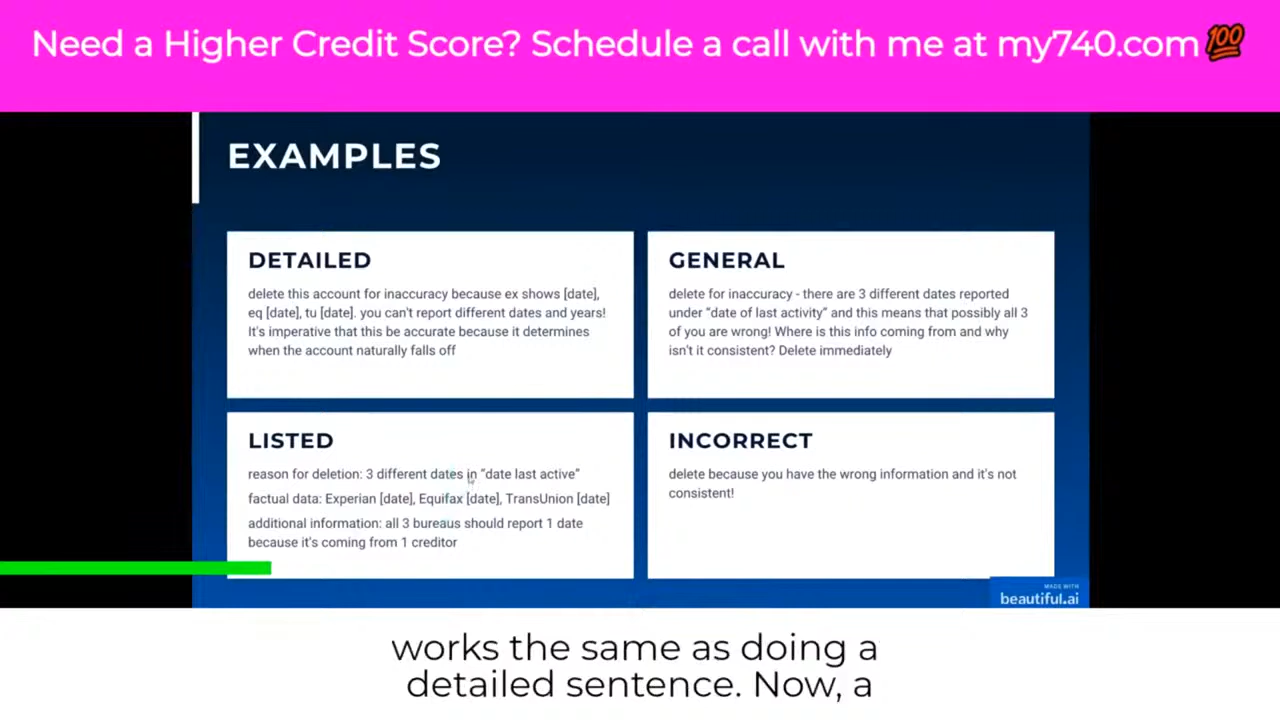 Need a Higher Credit Score? Schedule a call with me at my740.com💯
EXAMPLES
DETAILED
delete this account for inaccuracy because ex shows [date],
eq [date], tu [date]. you can't report different dates and years!
It's imperative that this be accurate because it determines
when the account naturally falls off
GENERAL
delete for inaccuracy - there are 3 different dates reported
under “date of last activity” and this means that possibly all 3
of you are wrong! Where is this info coming from and why
isn't it consistent? Delete immediately
LISTED
reason for deletion: 3 different dates in “date last active”
factual data: Experian [date], Equifax [date], TransUnion [date]
additional information: all 3 bureaus should report 1 date
because it's coming from 1 creditor
INCORRECT
delete because you have the wrong information and it's not
consistent!
MADE WITH
beautiful.ai
works the same as doing a
detailed sentence. Now, a